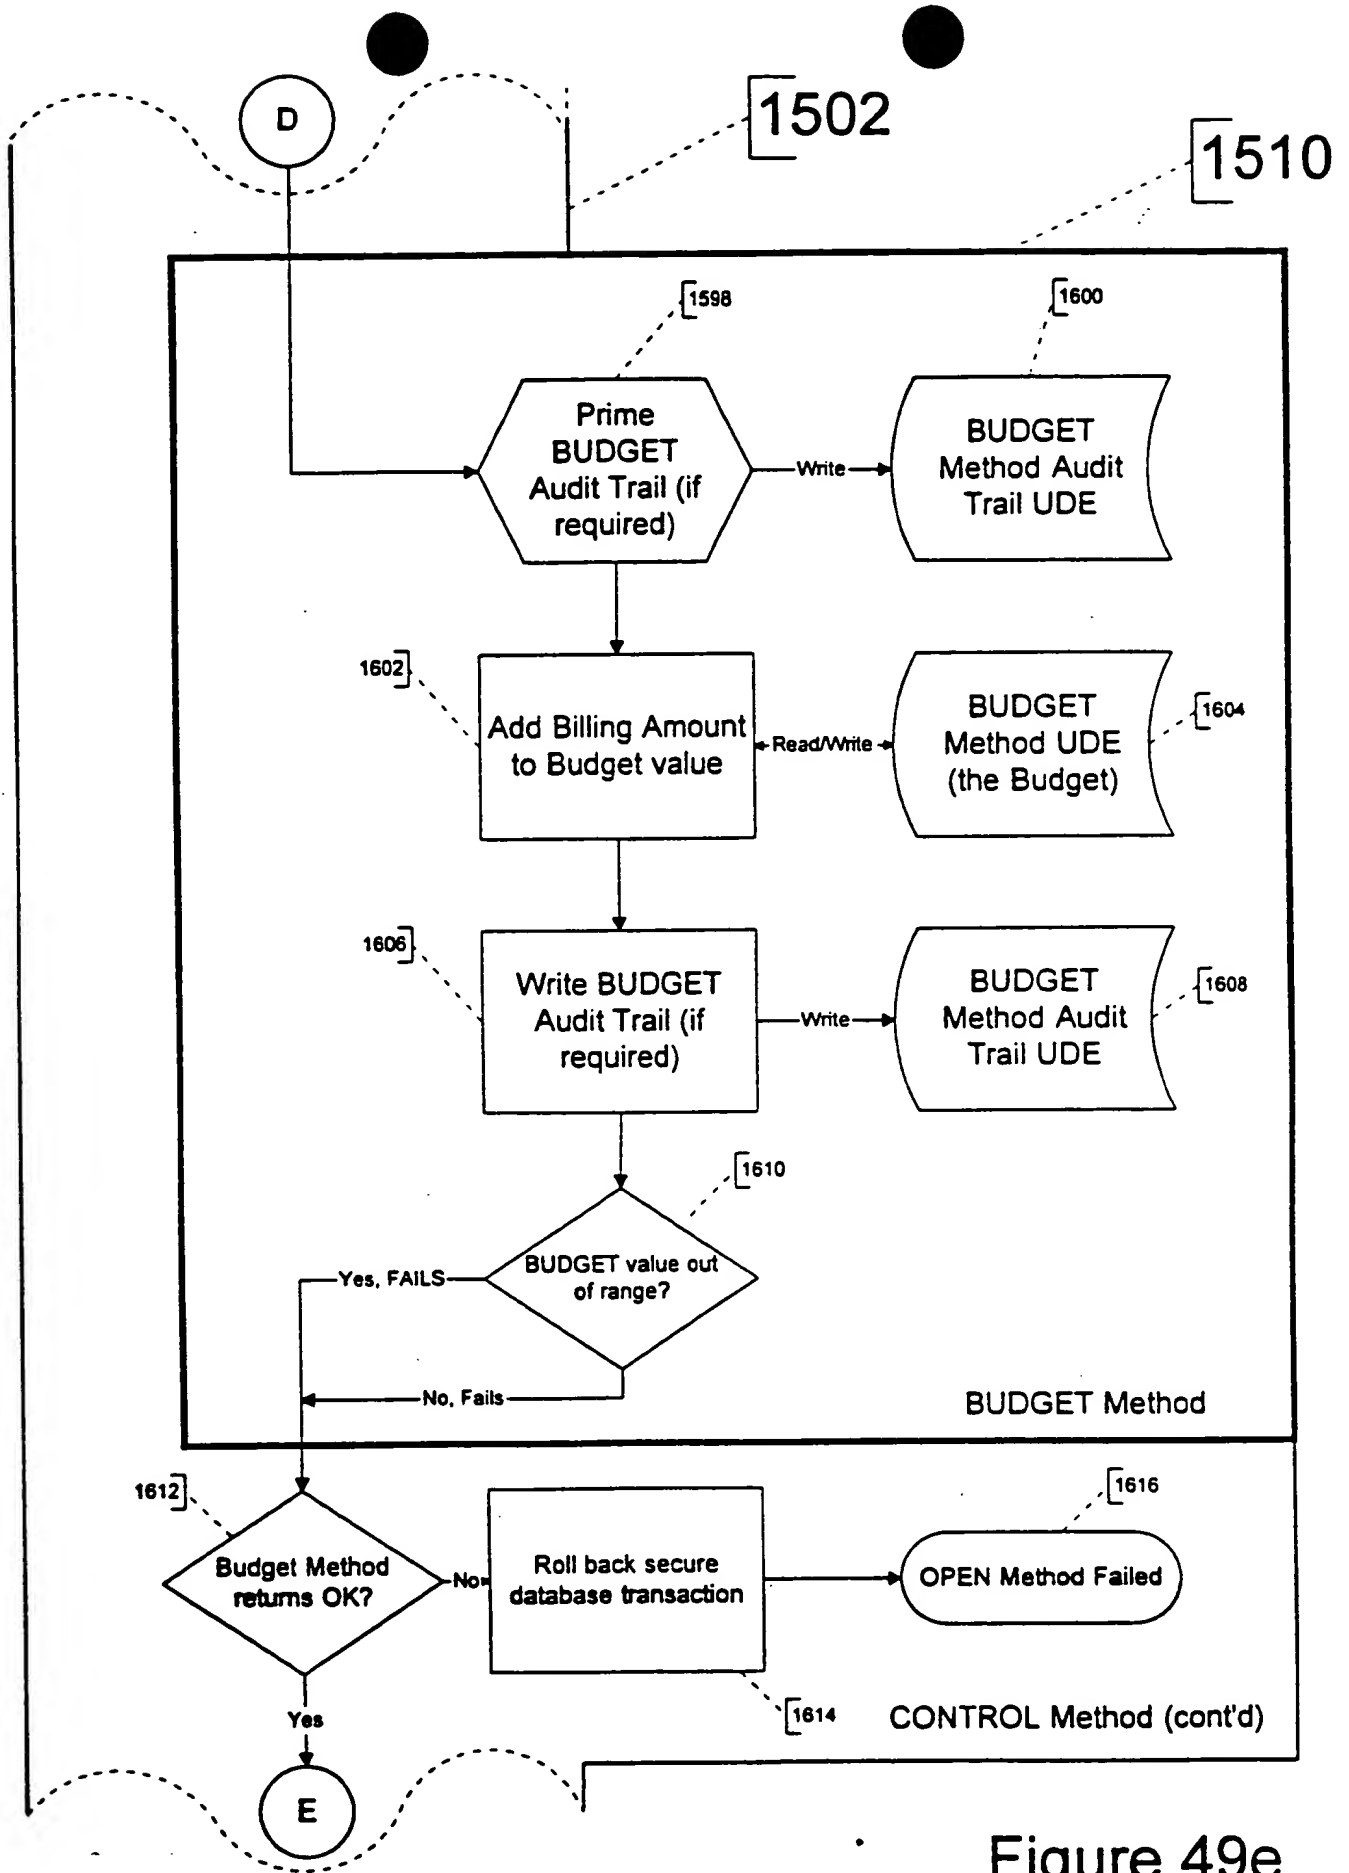 D
1502
1510
1598
1600
Prime
BUDGET
Audit Trail (if
required)
Write
BUDGET
Method Audit
Trail UDE
1602
Add Billing Amount
to Budget value
Read/Write
BUDGET
Method UDE
(the Budget)
1604
1606
Write BUDGET
Audit Trail (if
required)
Write
BUDGET
Method Audit
Trail UDE
1608
1610
BUDGET value out
of range?
Yes, FAILS
No, Fails
BUDGET Method
1612
Budget Method
returns OK?
No
Roll back secure
database transaction
1616
OPEN Method Failed
1614
CONTROL Method (cont'd)
Yes
E
Figure 49e